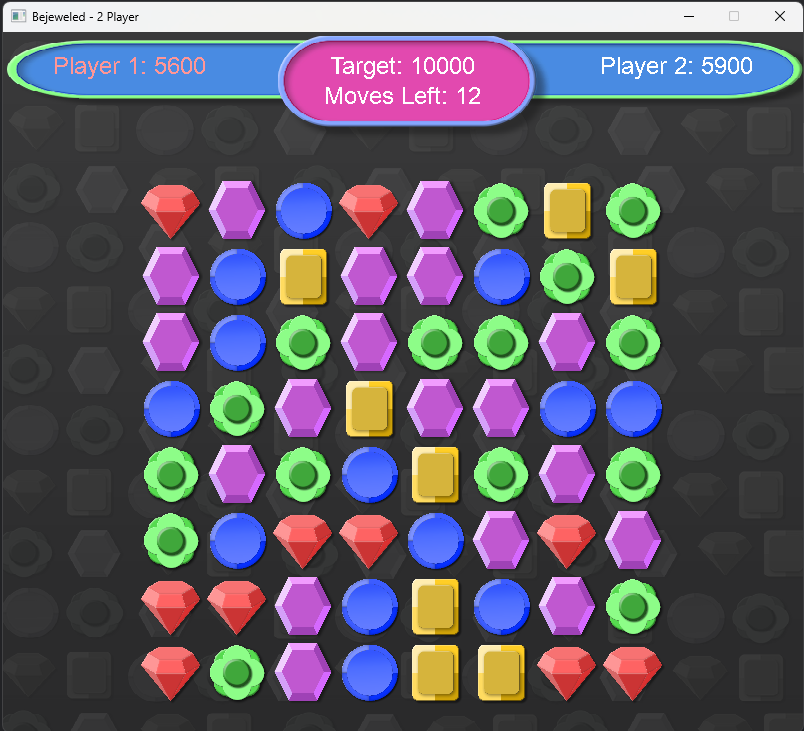 Bejeweled - 2 Player
Player 1: 5600
Target: 10000
Moves Left: 12
Player 2: 5900